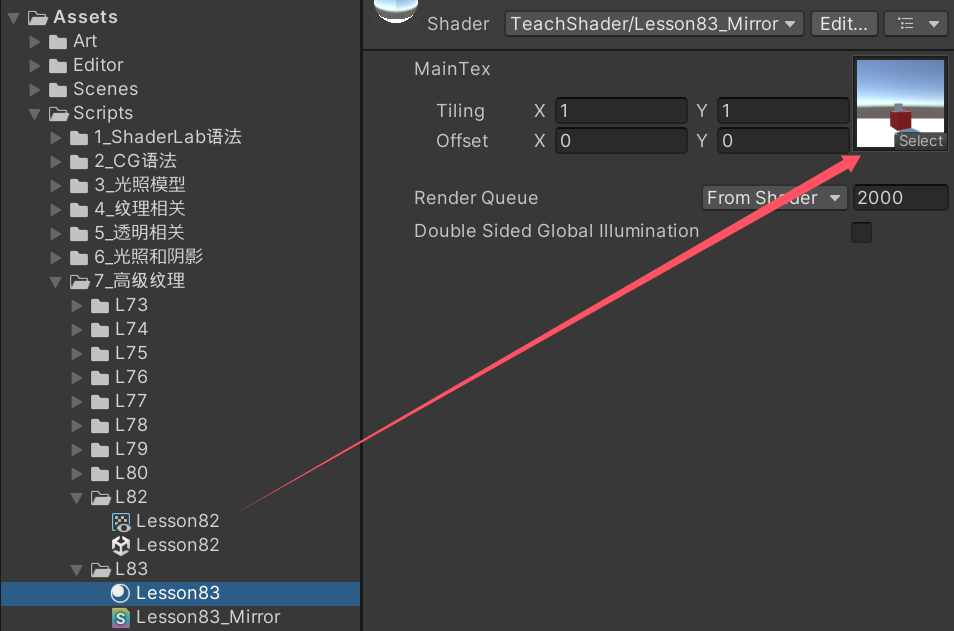 Assets
Art
Editor
Scenes
Scripts
1_ShaderLab语法
2_CG语法
3_光照模型
4_纹理相关
5_透明相关
6_光照和阴影
7_高级纹理
L73
L74
L75
L76
L77
L78
L79
L80
L82
Lesson82
Lesson82
L83
Lesson83
Lesson83_Mirror
Shader TeachShader/Lesson83_Mirror Edit...
MainTex
Tiling X 1 Y 1
Offset X 0 Y 0
Select
Render Queue From Shader 2000
Double Sided Global Illumination